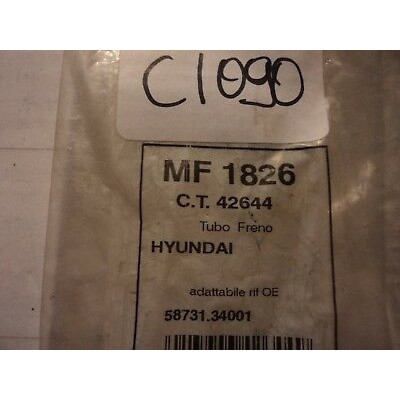 C1090
MF 1826
C.T. 42644
Tubo Freno
HYUNDAI
adattabile rif OE
58731.34001